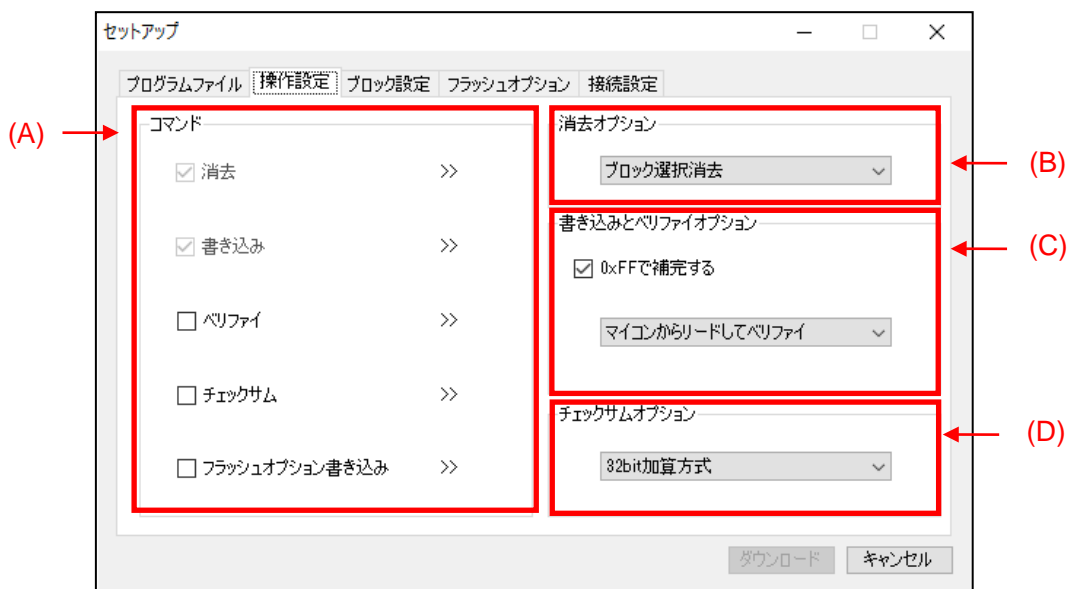 セットアップ
プログラムファイル 操作設定 ブロック設定 フラッシュオプション 接続設定
(A)
コマンド
消去 >>
書き込み >>
ベリファイ >>
チェックサム >>
フラッシュオプション書き込み >>
消去オプション
ブロック選択消去
(B)
書き込みとベリファイオプション
0xFFで補完する
マイコンからリードしてベリファイ
(C)
チェックサムオプション
32bit加算方式
(D)
ダウンロード キャンセル